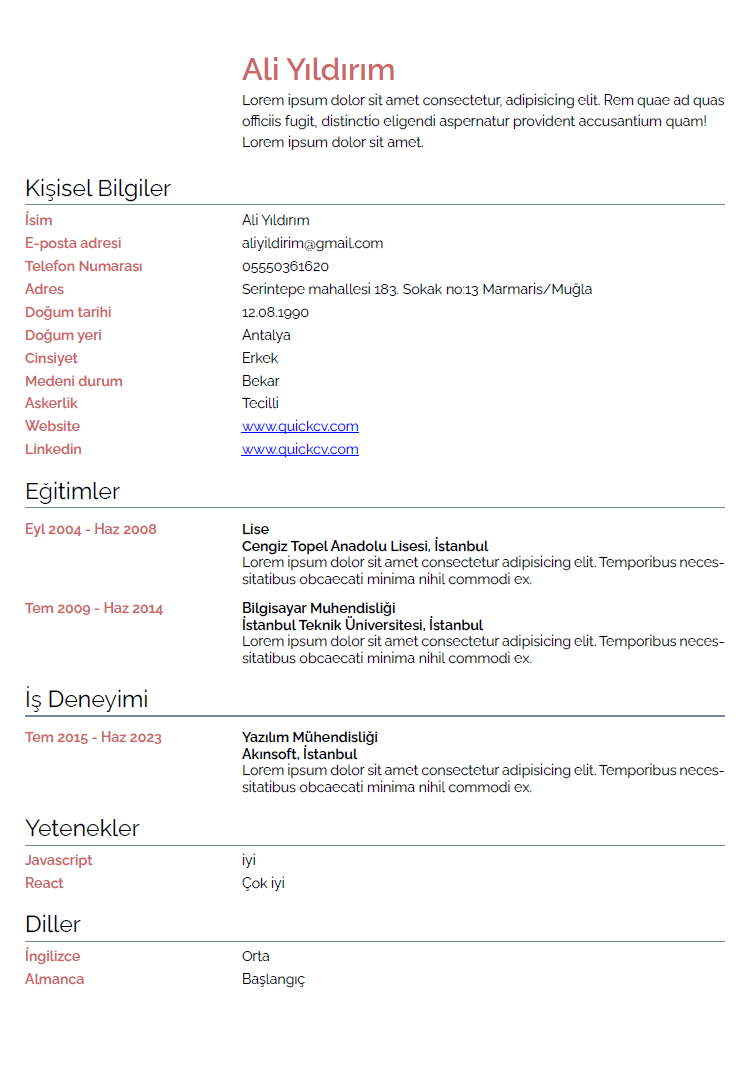 Ali Yıldırım
Lorem ipsum dolor sit amet consectetur, adipisicing elit. Rem quae ad quas
officiis fugit, distinctio eligendi aspernatur provident accusantium quam!
Lorem ipsum dolor sit amet.
Kişisel Bilgiler
İsim Ali Yıldırım
E-posta adresi aliyildirim@gmail.com
Telefon Numarası 05550361620
Adres Serintepe mahallesi 183. Sokak no:13 Marmaris/Muğla
Doğum tarihi 12.08.1990
Doğum yeri Antalya
Cinsiyet Erkek
Medeni durum Bekar
Askerlik Tecilli
Website www.quickcv.com
Linkedin www.quickcv.com
Eğitimler
Eyl 2004 - Haz 2008 Lise
Cengiz Topel Anadolu Lisesi, İstanbul
Lorem ipsum dolor sit amet consectetur adipisicing elit. Temporibus neces-
sitatibus obcaecati minima nihil commodi ex.
Tem 2009 - Haz 2014 Bilgisayar Muhendisliği
İstanbul Teknik Üniversitesi, İstanbul
Lorem ipsum dolor sit amet consectetur adipisicing elit. Temporibus neces-
sitatibus obcaecati minima nihil commodi ex.
İş Deneyimi
Tem 2015 - Haz 2023 Yazılım Mühendisliği
Akınsoft, İstanbul
Lorem ipsum dolor sit amet consectetur adipisicing elit. Temporibus neces-
sitatibus obcaecati minima nihil commodi ex.
Yetenekler
Javascript iyi
React Çok iyi
Diller
İngilizce Orta
Almanca Başlangıç